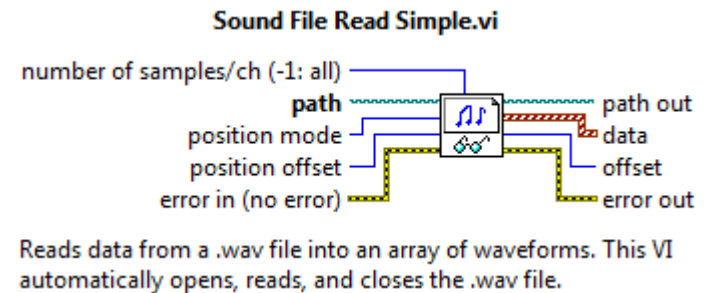 Sound File Read Simple.vi
number of samples/ch (-1: all)
path
path out
position mode
data
position offset
offset
error in (no error)
error out
Reads data from a .wav file into an array of waveforms. This VI
automatically opens, reads, and closes the .wav file.